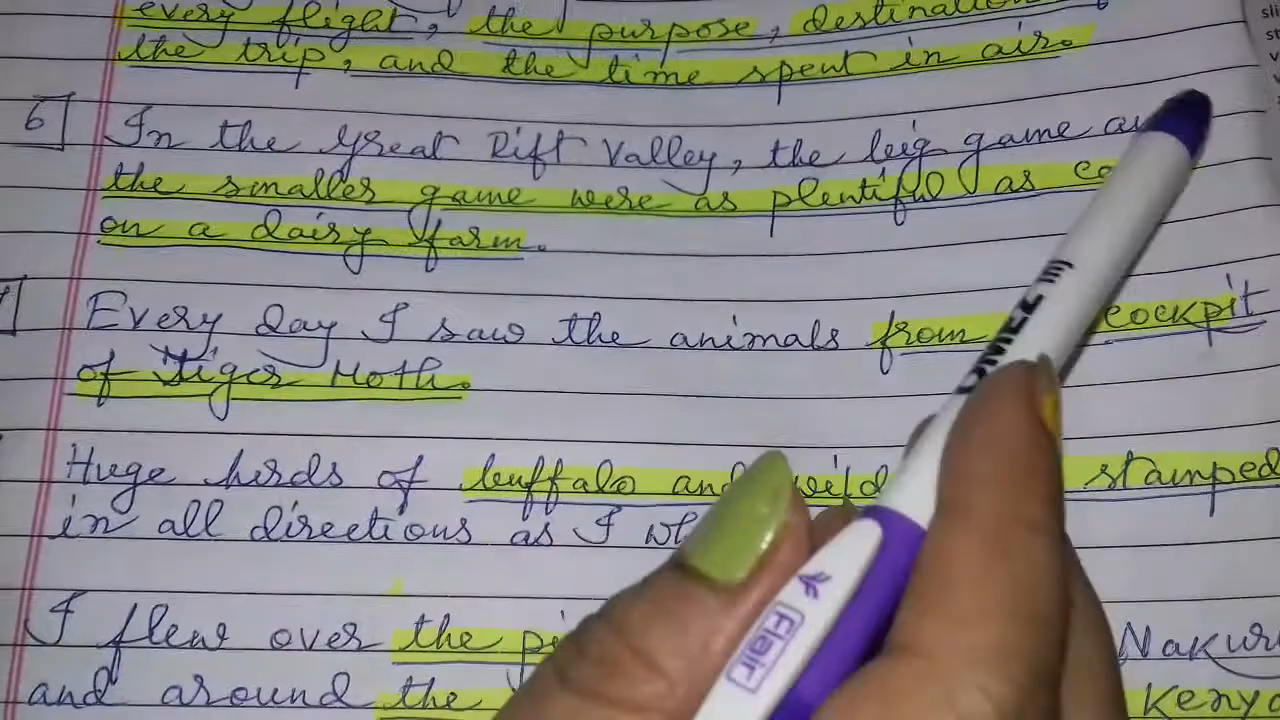 every flight, the purpose,
the trip, and the time spent in air.
6 In the Great Rift Valley, the big game
the smaller game were as plentiful as
on a dairy farm.
Every day I saw the animals from cockpit
of Tiger Moth.
Huge herds of buffalo and wild stamped
in all directions as I
I flew over the Nakuru
and around the Kenya
Flair